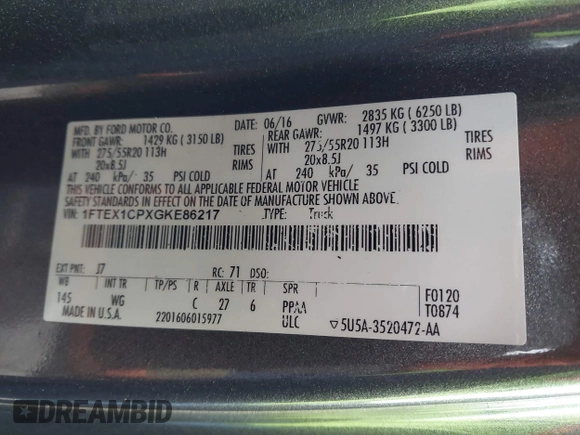 MFD. BY FORD MOTOR CO.
DATE: 06/16 GVWR: 2835 KG ( 6250 LB)
FRONT GAWR: 1429 KG ( 3150 LB)
REAR GAWR: 1497 KG ( 3300 LB)
WITH 275/55R20 113H TIRES
WITH 275/55R20 113H TIRES
20x8.5J RIMS
20x8.5J RIMS
AT 240 kPa/ 35 PSI COLD
AT 240 kPa/ 35 PSI COLD
THIS VEHICLE CONFORMS TO ALL APPLICABLE FEDERAL MOTOR VEHICLE
SAFETY STANDARDS IN EFFECT ON THE DATE OF MANUFACTURE SHOWN ABOVE.
VIN: 1FTEX1CPXGKE86217 TYPE: Truck
EXT PNT: J7 RC: 71 DSO:
WB INT TR TP/PS R AXLE TR SPR
145 WG C 27 6 PPAA
F0120
T0874
MADE IN U.S.A. 2201606015977 ULC ▽5U5A-3520472-AA
DREAMBID